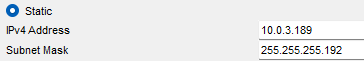 Static
IPv4 Address 10.0.3.189
Subnet Mask 255.255.255.192